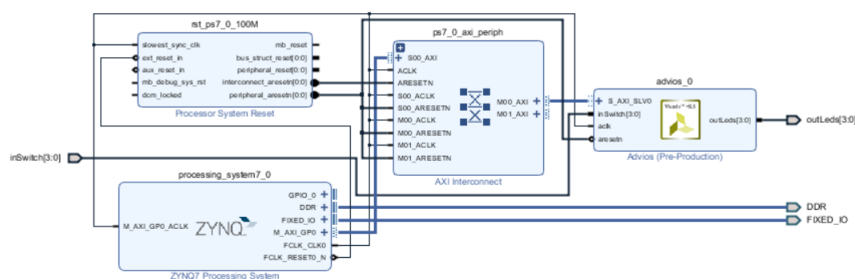 rst_ps7_0_100M
slowest_sync_clk
mb_reset
ext_reset_in
bus_struct_reset[0:0]
aux_reset_in
peripheral_reset[0:0]
mb_debug_sys_rst
interconnect_aresetn[0:0]
dcm_locked
peripheral_aresetn[0:0]
Processor System Reset
ps7_0_axi_periph
S00_AXI
ACLK
ARESETN
S00_ACLK
S00_ARESETN
M00_ACLK
M00_ARESETN
M01_ACLK
M01_ARESETN
M00_AXI
M01_AXI
AXI Interconnect
advios_0
S_AXI_SLV0
inSwitch[3:0]
aclk
aresetn
outLeds[3:0]
Advios (Pre-Production)
outLeds[3:0]
inSwitch[3:0]
processing_system7_0
M_AXI_GP0_ACLK
ZYNQ
GPIO_0
DDR
FIXED_IO
M_AXI_GP0
FCLK_CLK0
FCLK_RESET0_N
ZYNQ7 Processing System
DDR
FIXED_IO